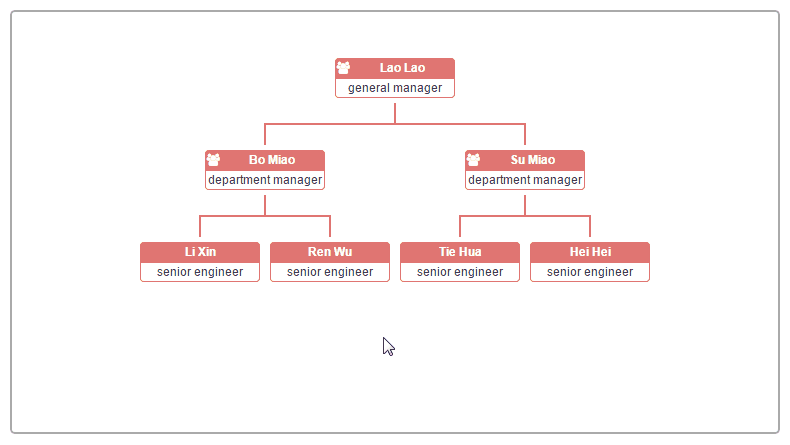 Lao Lao
general manager
Bo Miao
department manager
Su Miao
department manager
Li Xin
senior engineer
Ren Wu
senior engineer
Tie Hua
senior engineer
Hei Hei
senior engineer